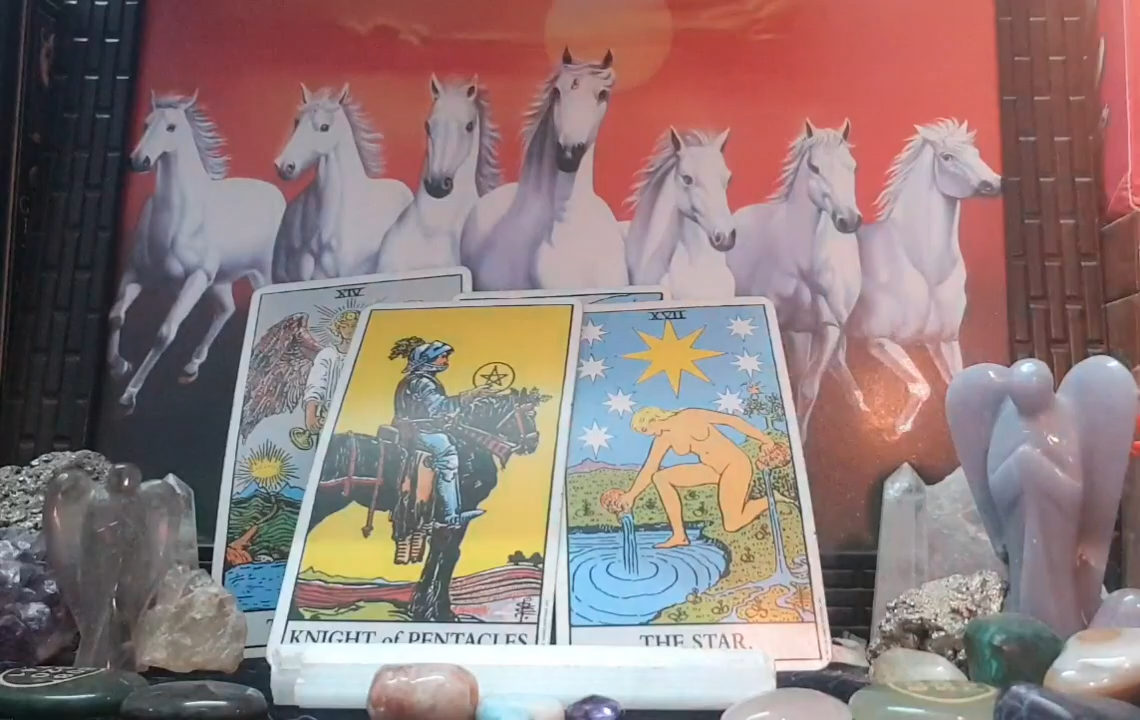 XIV
XVII
KNIGHT of PENTACLES
THE STAR.